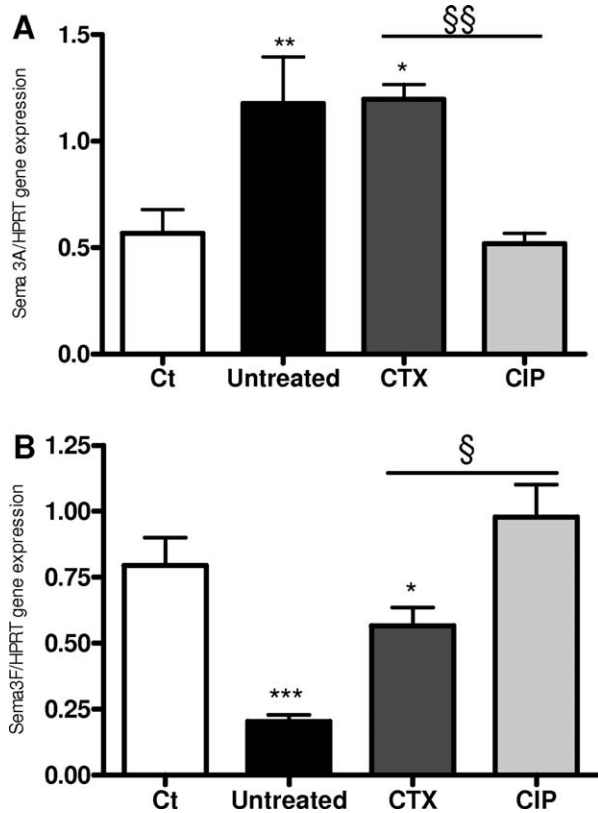 A
Sema 3A/HPRT gene expression
1.5
1.0
0.5
0.0
**
*
§§
Ct Untreated CTX CIP
B
Sema3F/HPRT gene expression
1.25
1.00
0.75
0.50
0.25
0.00
***
*
§
Ct Untreated CTX CIP